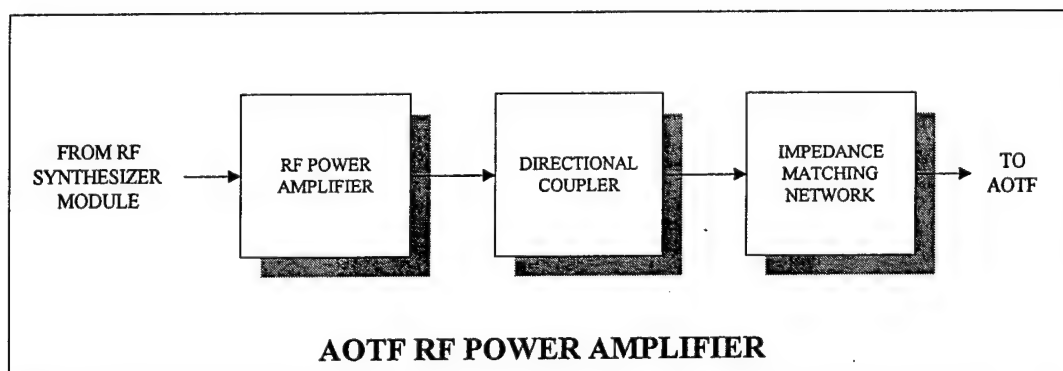 FROM RF
SYNTHESIZER
MODULE
RF POWER
AMPLIFIER
DIRECTIONAL
COUPLER
IMPEDANCE
MATCHING
NETWORK
TO
AOTF
AOTF RF POWER AMPLIFIER